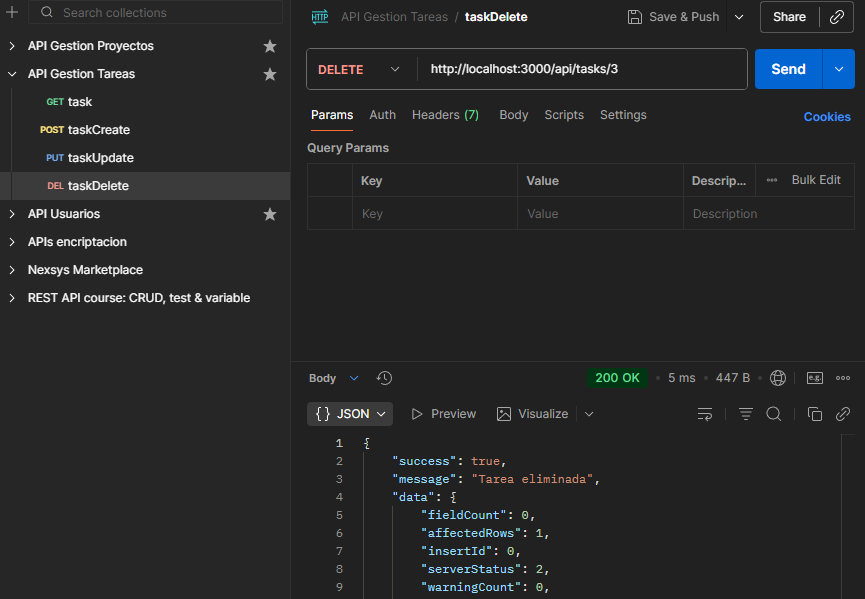 Search collections
API Gestion Proyectos
API Gestion Tareas
GET task
POST taskCreate
PUT taskUpdate
DEL taskDelete
API Usuarios
APIs encriptacion
Nexsys Marketplace
REST API course: CRUD, test & variable
HTTP API Gestion Tareas / taskDelete
Save & Push
Share
DELETE http://localhost:3000/api/tasks/3
Send
Params Auth Headers (7) Body Scripts Settings
Cookies
Query Params
Key Value Descrip... Bulk Edit
Key Value Description
Body 200 OK 5 ms 447 B e.g.
{} JSON Preview Visualize
1 {
2 "success": true,
3 "message": "Tarea eliminada",
4 "data": {
5 "fieldCount": 0,
6 "affectedRows": 1,
7 "insertId": 0,
8 "serverStatus": 2,
9 "warningCount": 0,